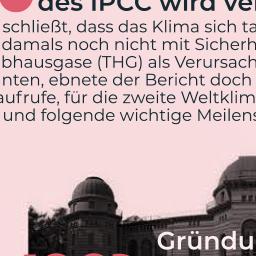 des IPCC wird ve
schließt, dass das Klima sich ta
damals noch nicht mit Sicherh
bhausgase (THG) als Verursach
nten, ebnete der Bericht doch
aufrufe, für die zweite Weltklim
und folgende wichtige Meilens
Gründu